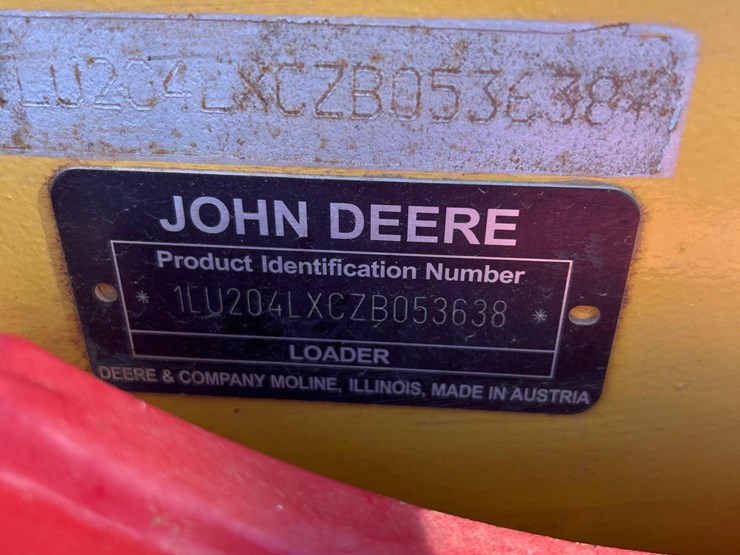 1LU204LXCZB053638*
JOHN DEERE
Product Identification Number
* 1LU204LXCZB053638 *
LOADER
DEERE & COMPANY MOLINE, ILLINOIS, MADE IN AUSTRIA